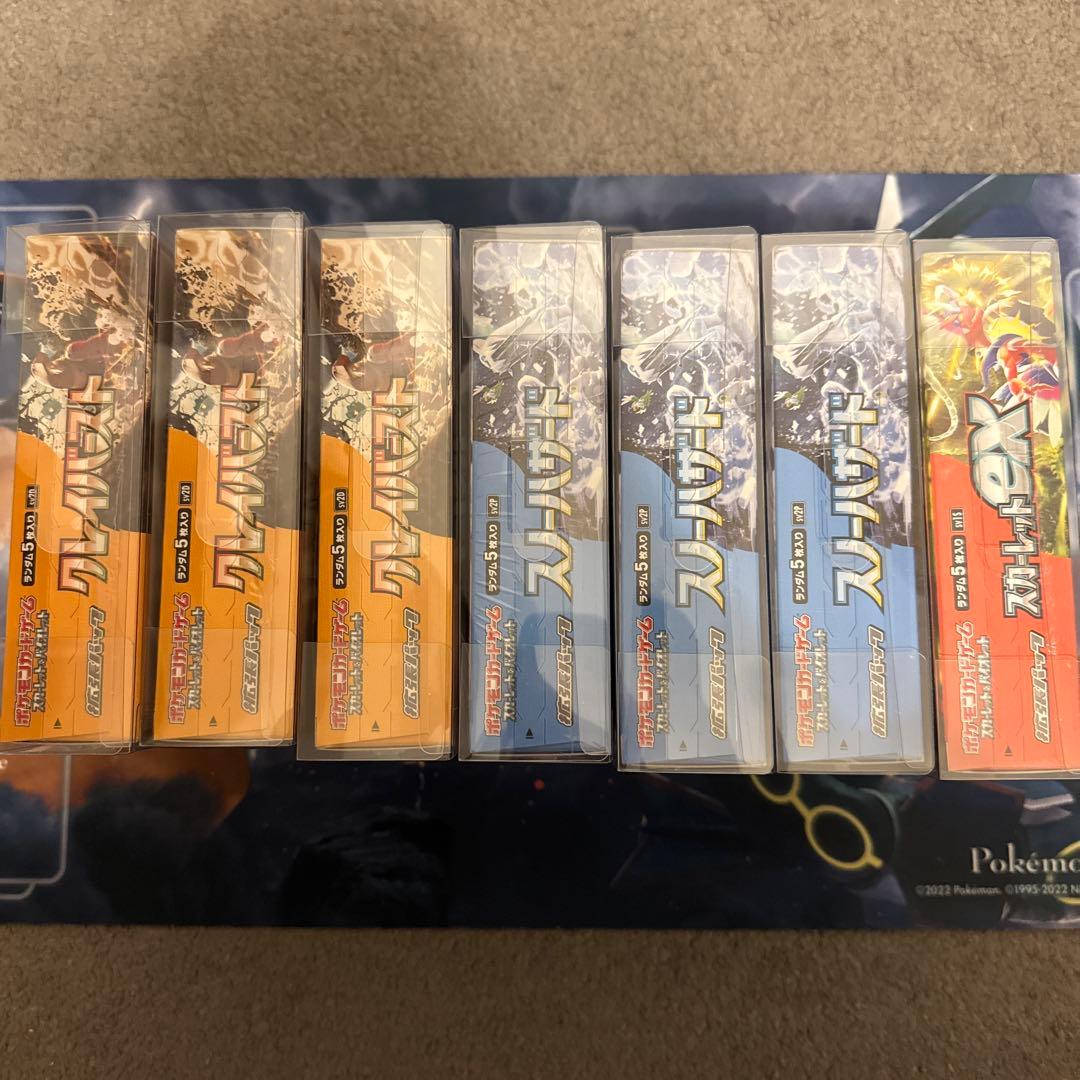 ポケモンカードゲーム
スカーレット&バイオレット
拡張パック
ランダム5枚入り
sv2D
クレイバースト
ポケモンカードゲーム
スカーレット&バイオレット
拡張パック
ランダム5枚入り
sv2D
クレイバースト
ポケモンカードゲーム
スカーレット&バイオレット
拡張パック
ランダム5枚入り
sv2D
クレイバースト
ポケモンカードゲーム
スカーレット&バイオレット
拡張パック
ランダム5枚入り
sv2P
スノーハザード
ポケモンカードゲーム
スカーレット&バイオレット
拡張パック
ランダム5枚入り
sv2P
スノーハザード
ポケモンカードゲーム
スカーレット&バイオレット
拡張パック
ランダム5枚入り
sv2P
スノーハザード
ポケモンカードゲーム
スカーレット&バイオレット
拡張パック
ランダム5枚入り
sv1S
スカーレットex
Pokémo
©2022 Pokémon. ©1995-2022 Ni